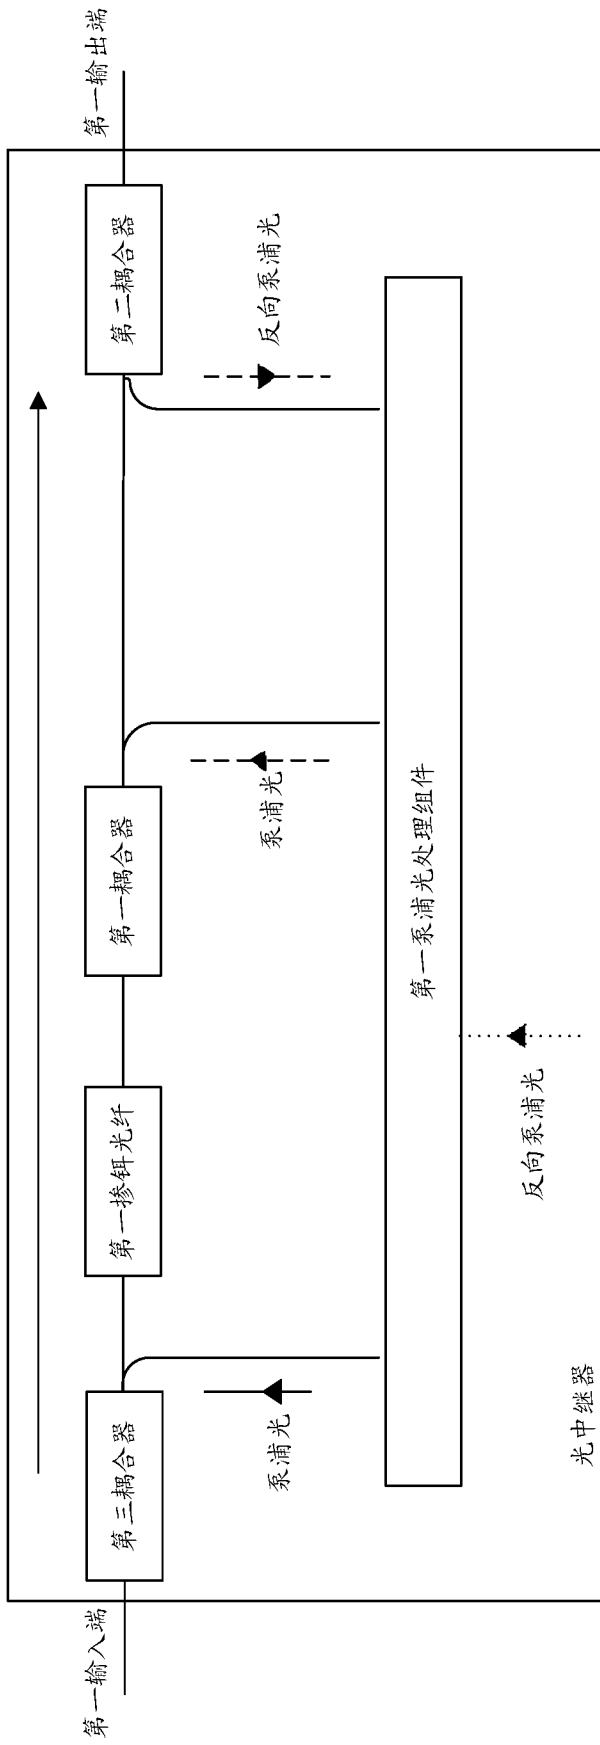 第一输入端
第三耦合器
第一掺铒光纤
第一耦合器
第二耦合器
第一输出端
泵浦光
泵浦光
反向泵浦光
第一泵浦光处理组件
反向泵浦光
光中继器